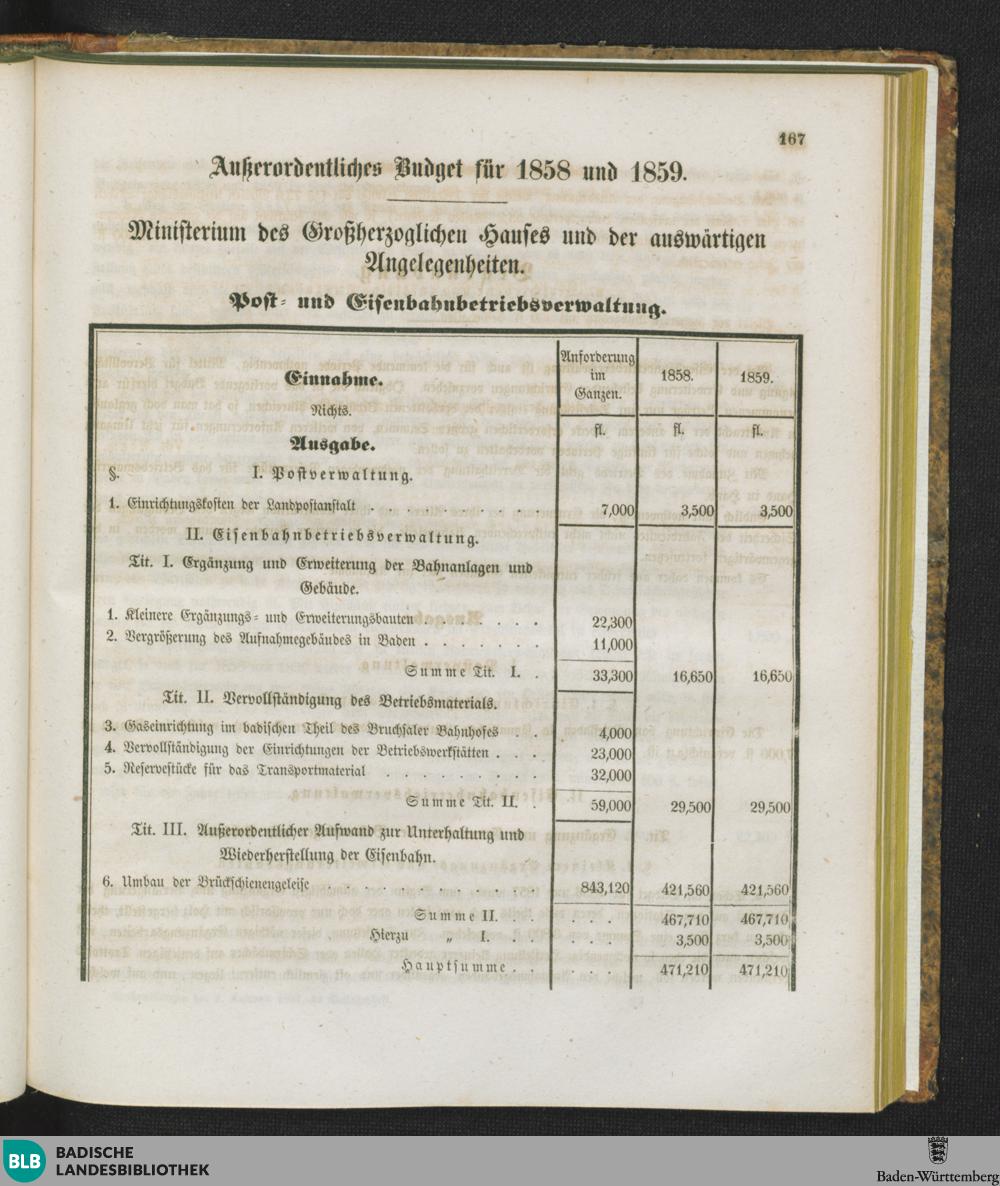 167
Außerordentliches Budget für 1858 und 1859.
Ministerium des Großherzoglichen Hauses und der auswärtigen
Angelegenheiten.
Post- und Eisenbahnbetriebsverwaltung.
Einnahme.
Nichts.
Anforderung
im
Ganzen.
1858.
1859.
fl. fl. fl.
Ausgabe.
§. I. Postverwaltung.
1. Einrichtungskosten der Landpostanstalt . . . . . . . . . 7,000 3,500 3,500
II. Eisenbahnbetriebsverwaltung.
Tit. I. Ergänzung und Erweiterung der Bahnanlagen und
Gebäude.
1. Kleinere Ergänzungs- und Erweiterungsbauten . . . . . . . 22,300
2. Vergrößerung des Aufnahmegebäudes in Baden . . . . . . . 11,000
Summe Tit. I. . 33,300 16,650 16,650
Tit. II. Vervollständigung des Betriebsmaterials.
3. Gaseinrichtung im badischen Theil des Bruchsaler Bahnhofes . . 4,000
4. Vervollständigung der Einrichtungen der Betriebswerkstätten . . . 23,000
5. Reservestücke für das Transportmaterial . . . . . . . . 32,000
Summe Tit. II. . 59,000 29,500 29,500
Tit. III. Außerordentlicher Aufwand zur Unterhaltung und
Wiederherstellung der Eisenbahn.
6. Umbau der Brückschienengeleise . . . . . . . . . . . 843,120 421,560 421,560
Summe II. . . . . . 467,710 467,710
Hierzu „ I. . . . . . 3,500 3,500
Hauptsumme . . . . . 471,210 471,210
BLB
BADISCHE
LANDESBIBLIOTHEK
Baden-Württemberg